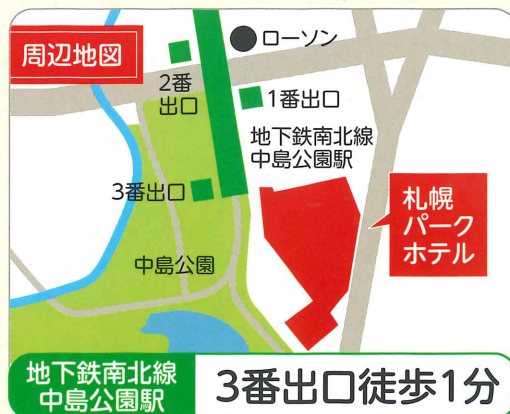 周辺地図
ローソン
2番
出口
1番出口
地下鉄南北線
中島公園駅
3番出口
札幌
パーク
ホテル
中島公園
地下鉄南北線
中島公園駅
3番出口徒歩1分